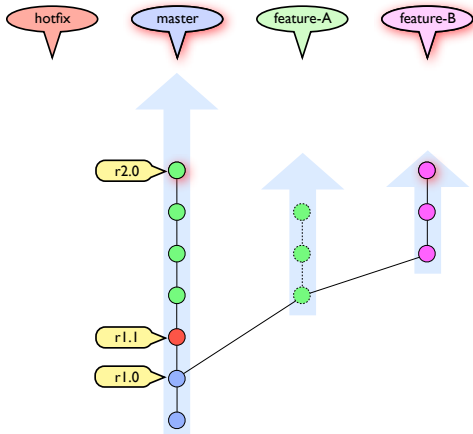 hotfix
master
feature-A
feature-B
r2.0
r1.1
r1.0